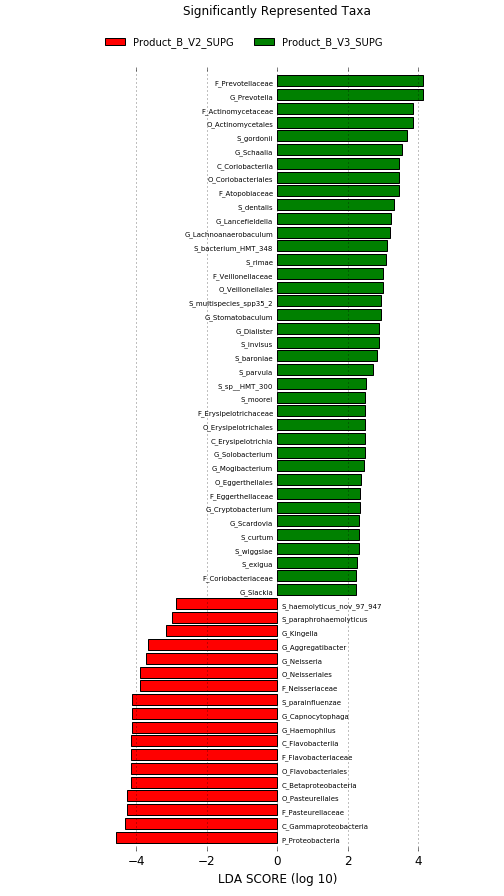 Significantly Represented Taxa
Product_B_V2_SUPG Product_B_V3_SUPG
F_Prevotellaceae
G_Prevotella
F_Actinomycetaceae
O_Actinomycetales
S_gordonii
G_Schaalia
C_Coriobacteriia
O_Coriobacteriales
F_Atopobiaceae
S_dentalis
G_Lancefieldella
G_Lachnoanaerobaculum
S_bacterium_HMT_348
S_rimae
F_Veillonellaceae
O_Veillonellales
S_multispecies_spp35_2
G_Stomatobaculum
G_Dialister
S_invisus
S_baroniae
S_parvula
S_sp__HMT_300
S_moorei
F_Erysipelotrichaceae
O_Erysipelotrichales
C_Erysipelotrichia
G_Solobacterium
G_Mogibacterium
O_Eggerthellales
F_Eggerthellaceae
G_Cryptobacterium
G_Scardovia
S_curtum
S_wiggsiae
S_exigua
F_Coriobacteriaceae
G_Slackia
S_haemolyticus_nov_97_947
S_paraphrohaemolyticus
G_Kingella
G_Aggregatibacter
G_Neisseria
O_Neisseriales
F_Neisseriaceae
S_parainfluenzae
G_Capnocytophaga
G_Haemophilus
C_Flavobacteriia
F_Flavobacteriaceae
O_Flavobacteriales
C_Betaproteobacteria
O_Pasteurellales
F_Pasteurellaceae
C_Gammaproteobacteria
P_Proteobacteria
−4 −2 0 2 4
LDA SCORE (log 10)